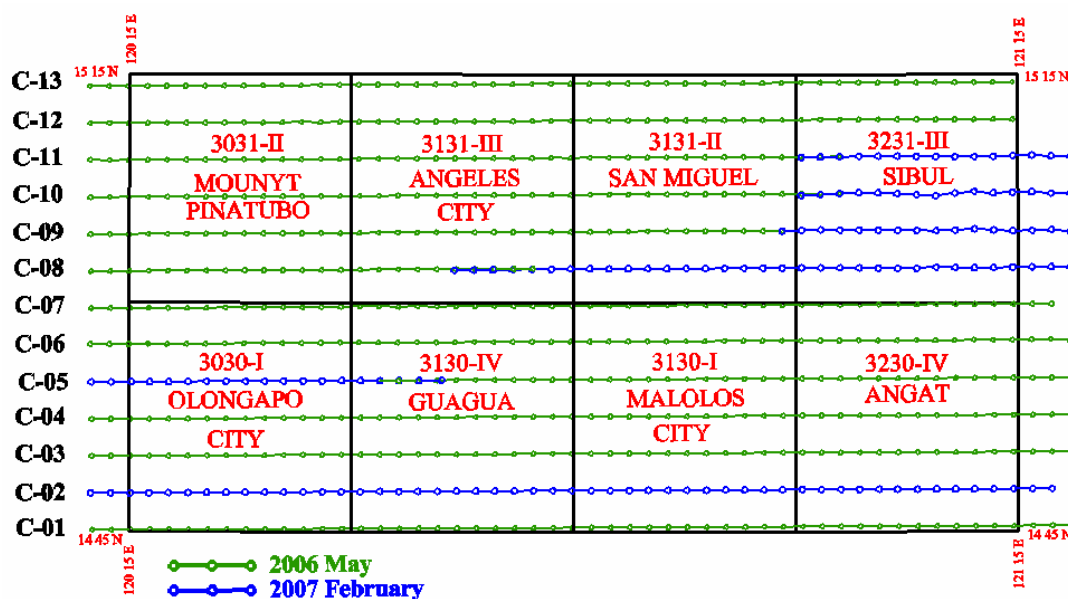 120 15 E
121 15 E
15 15 N
15 15 N
C-13
C-12
C-11
C-10
C-09
C-08
C-07
C-06
C-05
C-04
C-03
C-02
C-01
3031-II
MOUNYT
PINATUBO
3131-III
ANGELES
CITY
3131-II
SAN MIGUEL
3231-III
SIBUL
3030-I
OLONGAPO
CITY
3130-IV
GUAGUA
3130-I
MALOLOS
CITY
3230-IV
ANGAT
14 45 N
14 45 N
120 15 E
121 15 E
2006 May
2007 February